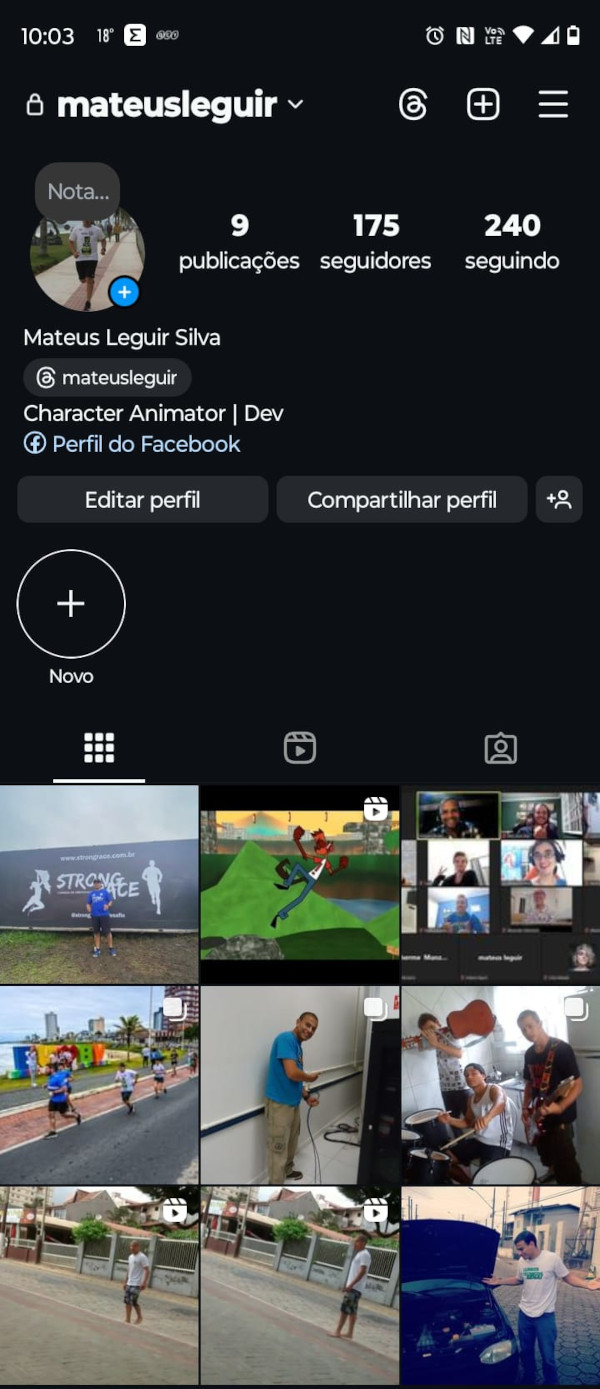 10:03 18°
mateusleguir
Nota...
9 175 240
publicações seguidores seguindo
Mateus Leguir Silva
mateusleguir
Character Animator | Dev
Perfil do Facebook
Editar perfil Compartilhar perfil
Novo
www.strongrace.com.br
STRONG
RACE
mateus leguir